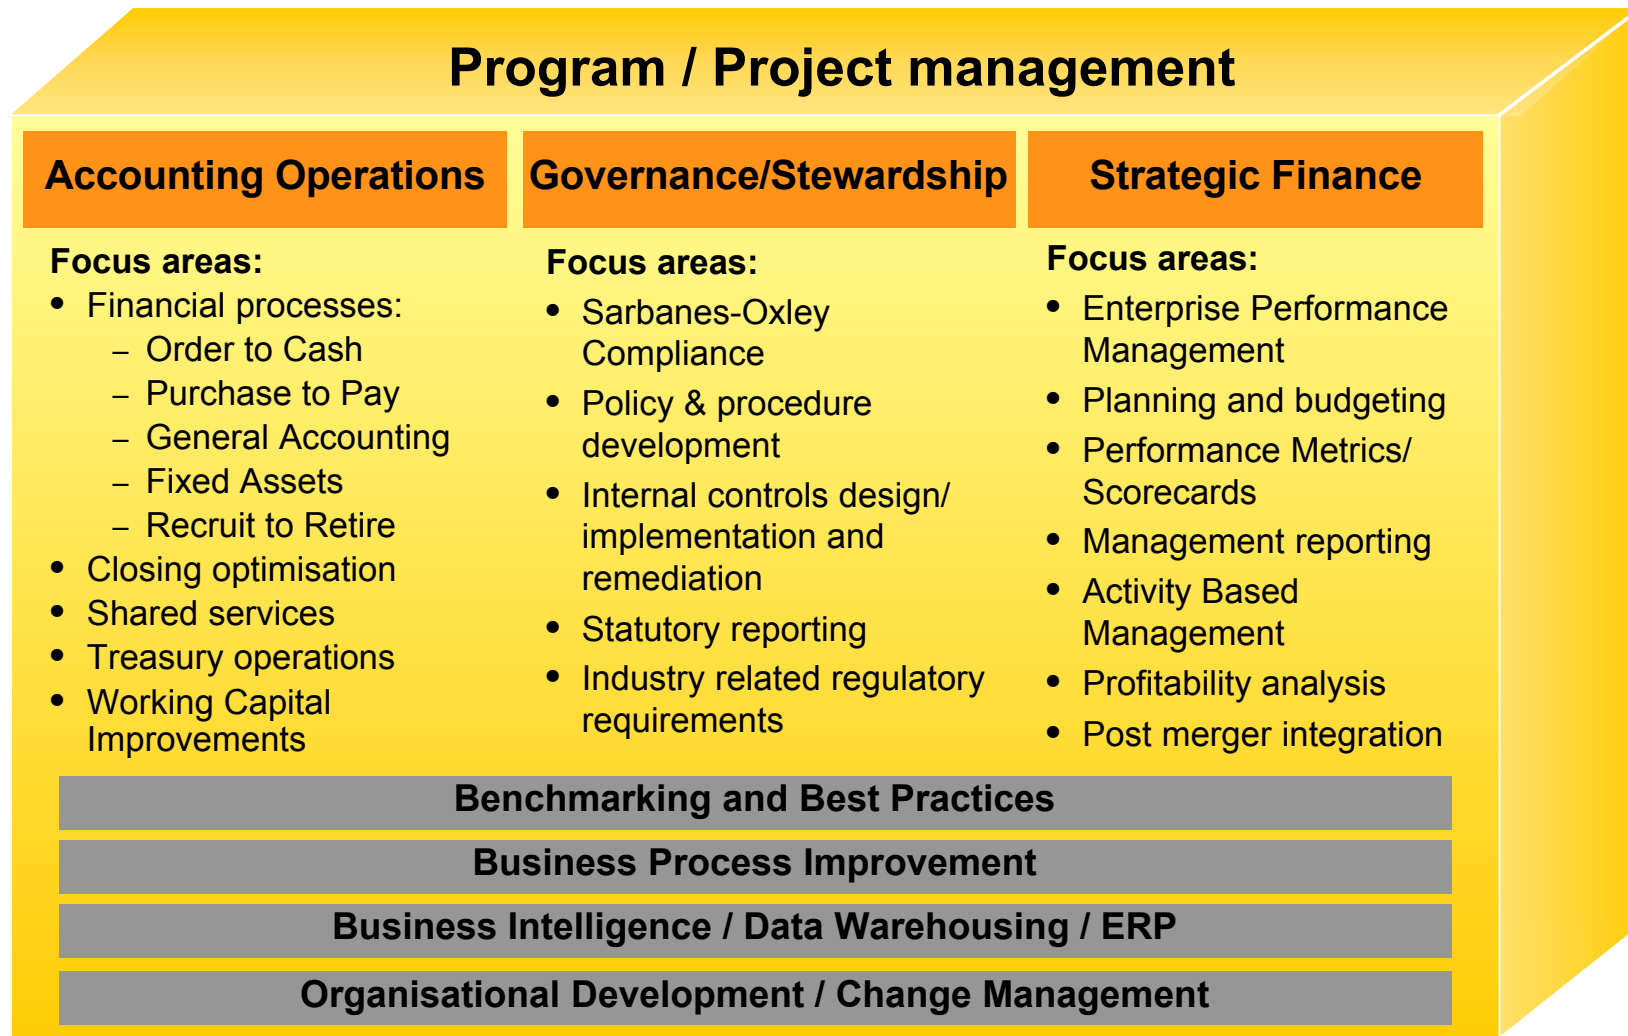 Program / Project management
Accounting Operations
Focus areas:
• Financial processes:
– Order to Cash
– Purchase to Pay
– General Accounting
– Fixed Assets
– Recruit to Retire
• Closing optimisation
• Shared services
• Treasury operations
• Working Capital
Improvements
Governance/Stewardship
Focus areas:
• Sarbanes-Oxley
Compliance
• Policy & procedure
development
• Internal controls design/
implementation and
remediation
• Statutory reporting
• Industry related regulatory
requirements
Strategic Finance
Focus areas:
• Enterprise Performance
Management
• Planning and budgeting
• Performance Metrics/
Scorecards
• Management reporting
• Activity Based
Management
• Profitability analysis
• Post merger integration
Benchmarking and Best Practices
Business Process Improvement
Business Intelligence / Data Warehousing / ERP
Organisational Development / Change Management